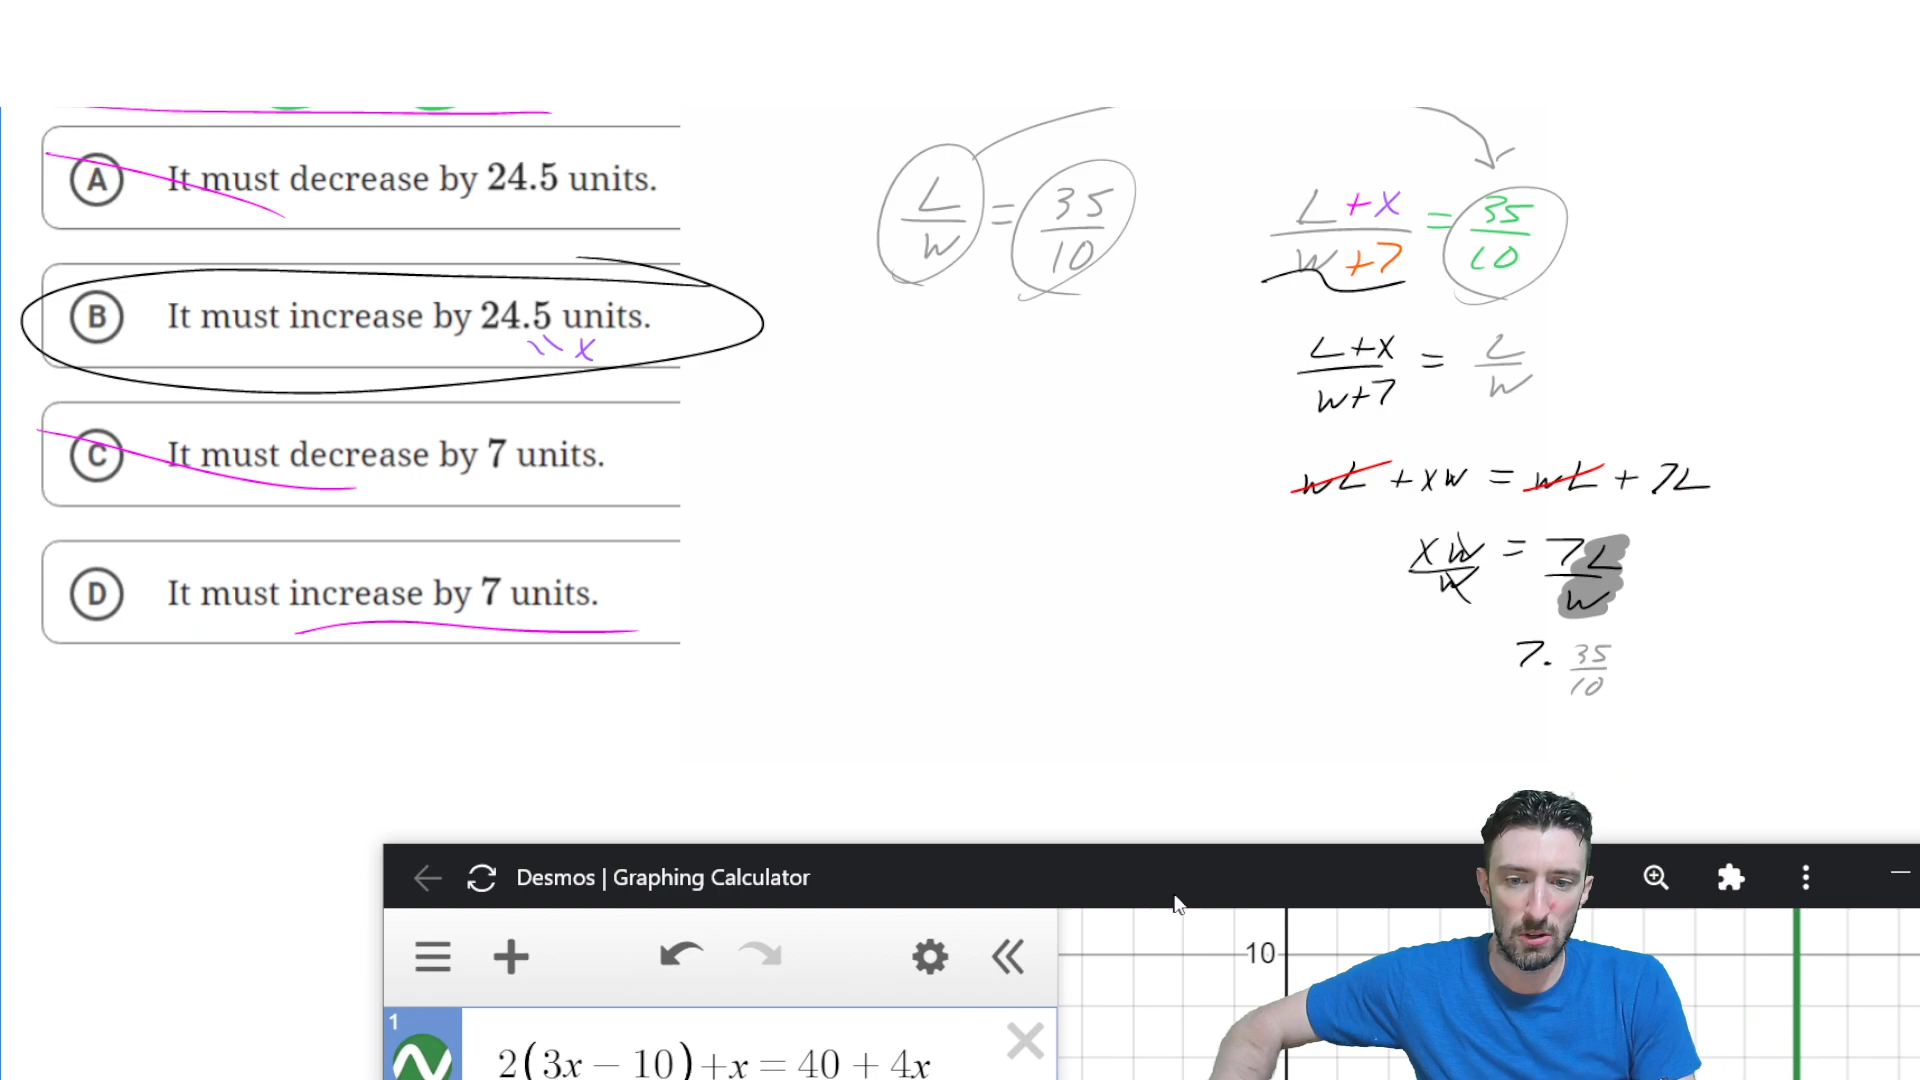 A It must decrease by 24.5 units.
B It must increase by 24.5 units.
x
C It must decrease by 7 units.
D It must increase by 7 units.
L/W = 35/10
L+x/W+7 = 35/10
L+x/W+7 = L/W
wL + xw = wL + 7L
xw/w = 7L/w
7 · 35/10
Desmos | Graphing Calculator
10
1
2(3x − 10)+x = 40 + 4x